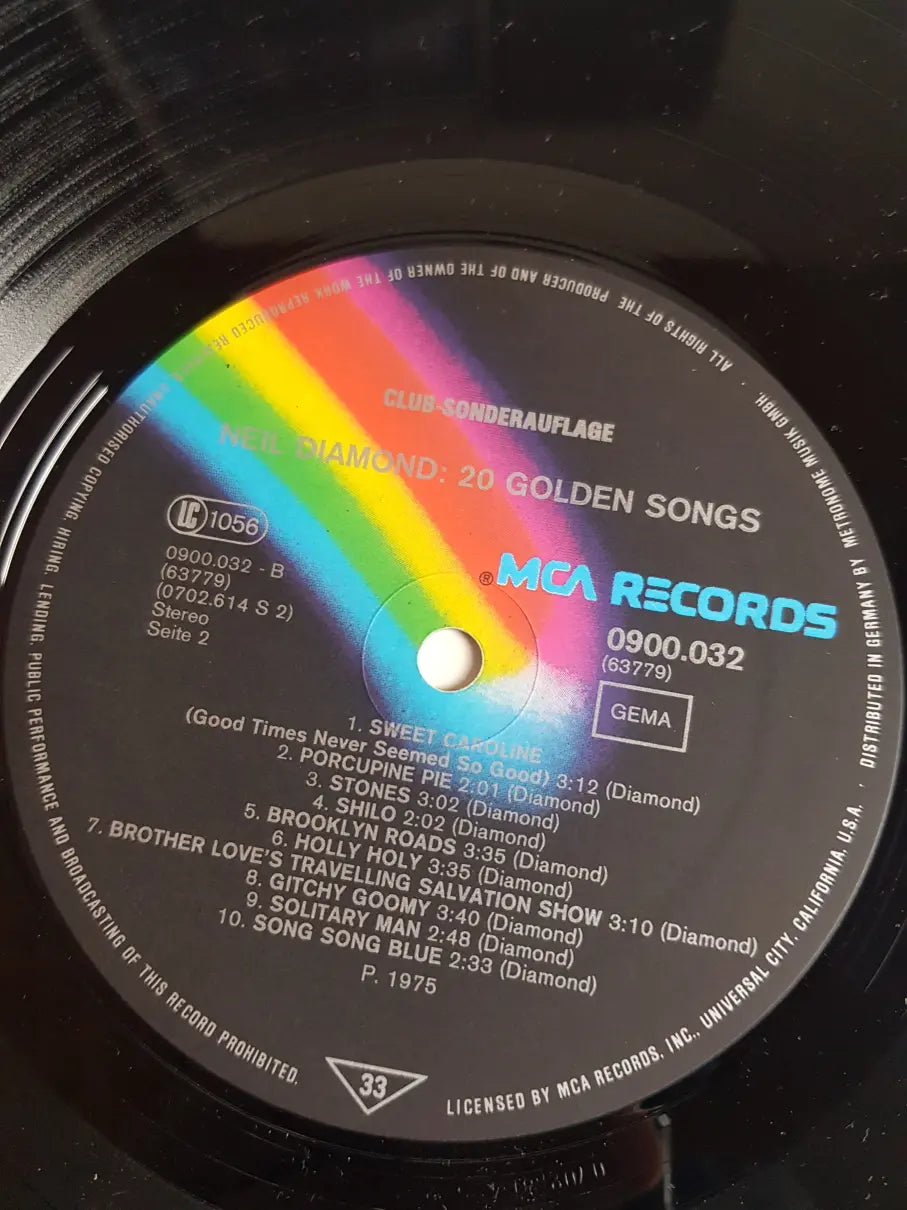 CLUB-SONDERAUFLAGE
NEIL DIAMOND: 20 GOLDEN SONGS
LC 1056
0900.032 - B
(63779)
(0702.614 S 2)
Stereo
Seite 2
® MCA RECORDS
0900.032
(63779)
GEMA
1. SWEET CAROLINE
(Good Times Never Seemed So Good) 3:12 (Diamond)
2. PORCUPINE PIE 2:01 (Diamond)
3. STONES 3:02 (Diamond)
4. SHILO 2:02 (Diamond)
5. BROOKLYN ROADS 3:35 (Diamond)
6. HOLLY HOLY 3:35 (Diamond)
7. BROTHER LOVE'S TRAVELLING SALVATION SHOW 3:10 (Diamond)
8. GITCHY GOOMY 3:40 (Diamond)
9. SOLITARY MAN 2:48 (Diamond)
10. SONG SONG BLUE 2:33 (Diamond)
P. 1975
33
ALL RIGHTS OF THE PRODUCER AND OF THE OWNER OF THE WORK REPRODUCED RESERVED. UNAUTHORISED COPYING, HIRING, LENDING, PUBLIC PERFORMANCE AND BROADCASTING OF THIS RECORD PROHIBITED.
LICENSED BY MCA RECORDS, INC., UNIVERSAL CITY, CALIFORNIA, U.S.A. · DISTRIBUTED IN GERMANY BY METRONOME MUSIK GMBH.